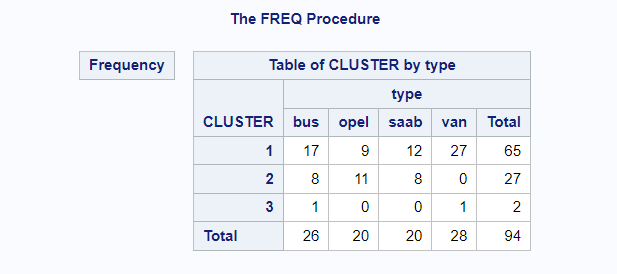 The FREQ Procedure
Frequency
Table of CLUSTER by type
type
CLUSTER bus opel saab van Total
1 17 9 12 27 65
2 8 11 8 0 27
3 1 0 0 1 2
Total 26 20 20 28 94